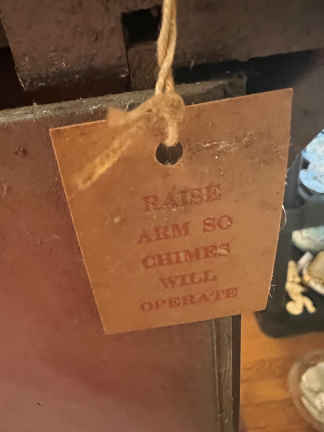 RAISE
ARM SO
CHIMES
WILL
OPERATE